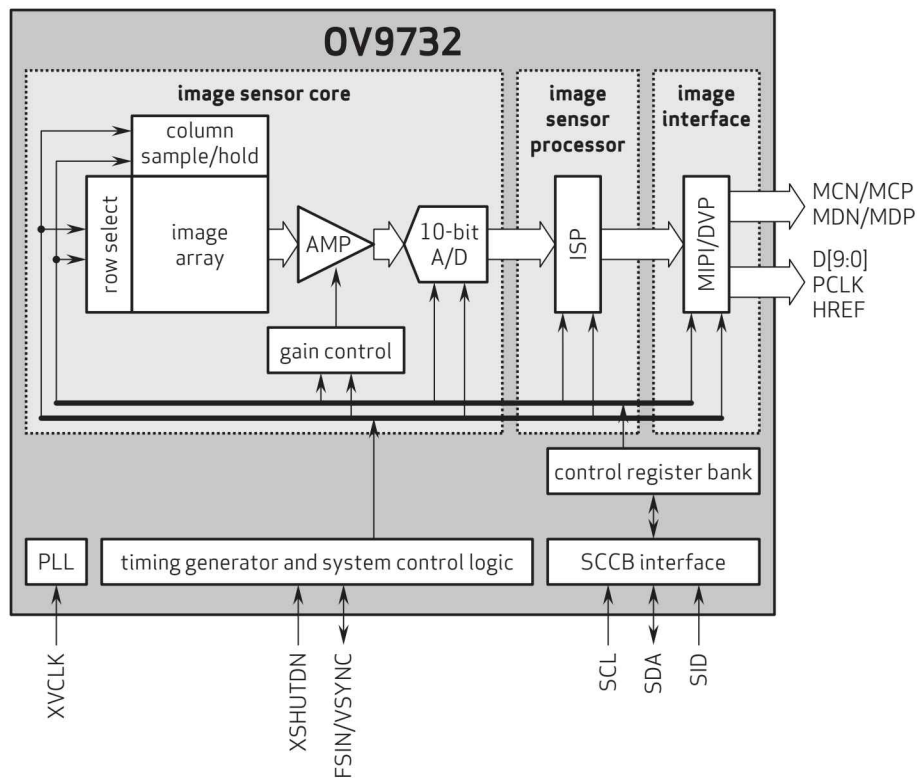 OV9732
image sensor core
image
sensor
processor
image
interface
column
sample/hold
row select
image
array
AMP
10-bit
A/D
ISP
MIPI/DVP
MCN/MCP
MDN/MDP
D[9:0]
PCLK
HREF
gain control
control register bank
PLL
timing generator and system control logic
SCCB interface
XVCLK
XSHUTDN
FSIN/VSYNC
SCL
SDA
SID